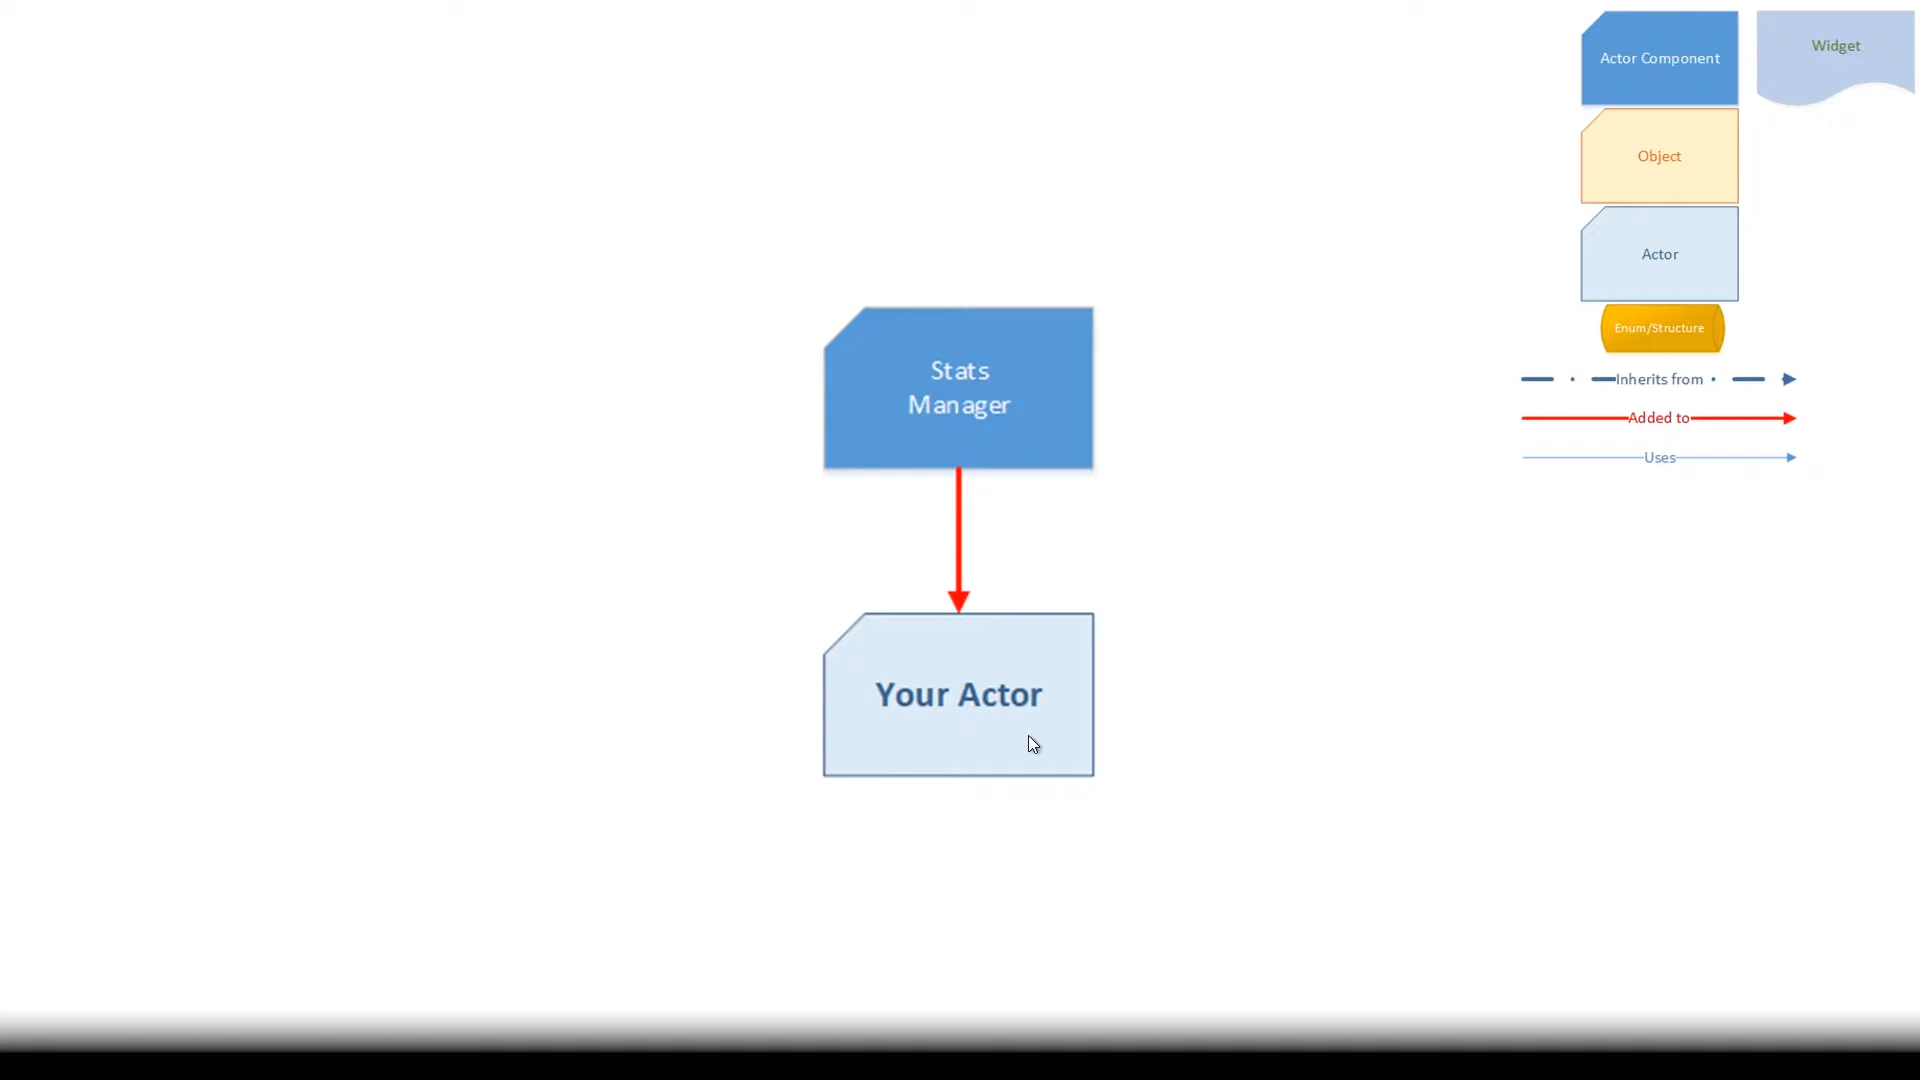 Actor Component
Widget
Object
Actor
Enum/Structure
Inherits from
Added to
Uses
Stats
Manager
Your Actor